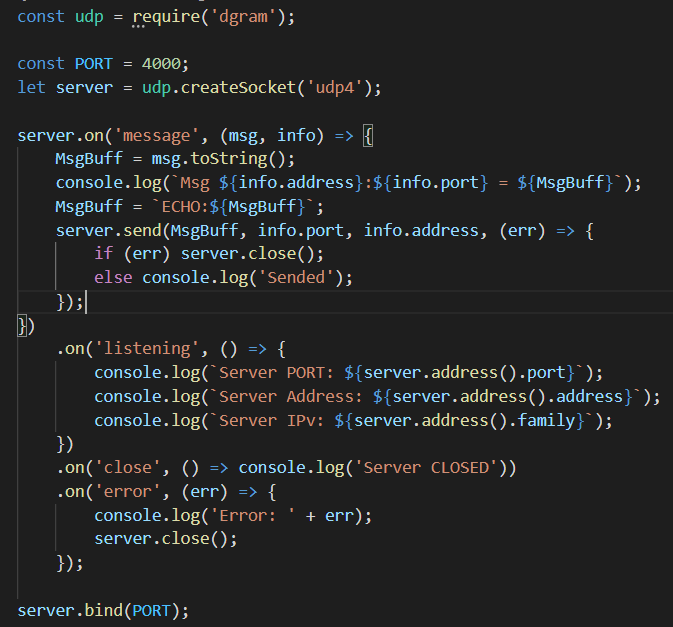 const udp = require('dgram');
const PORT = 4000;
let server = udp.createSocket('udp4');
server.on('message', (msg, info) => {
MsgBuff = msg.toString();
console.log(`Msg ${info.address}:${info.port} = ${MsgBuff}`);
MsgBuff = `ECHO:${MsgBuff}`;
server.send(MsgBuff, info.port, info.address, (err) => {
if (err) server.close();
else console.log('Sended');
});
})
.on('listening', () => {
console.log(`Server PORT: ${server.address().port}`);
console.log(`Server Address: ${server.address().address}`);
console.log(`Server IPv: ${server.address().family}`);
})
.on('close', () => console.log('Server CLOSED'))
.on('error', (err) => {
console.log('Error: ' + err);
server.close();
});
server.bind(PORT);